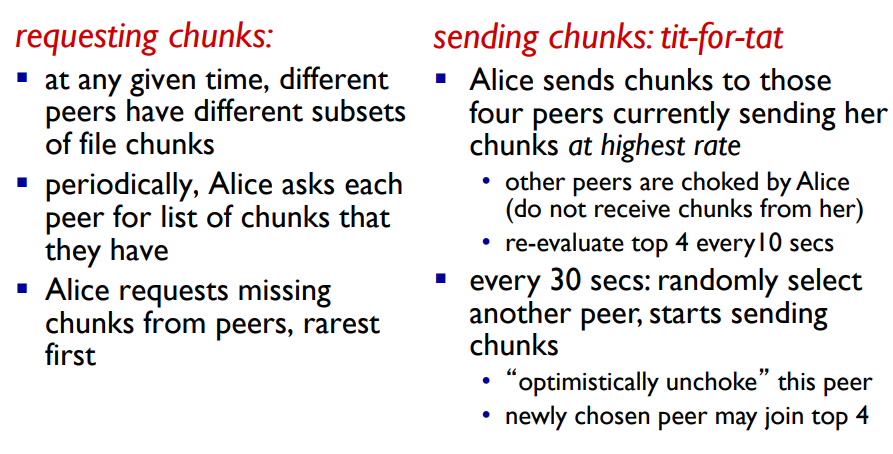 requesting chunks:
▪ at any given time, different
peers have different subsets
of file chunks
▪ periodically, Alice asks each
peer for list of chunks that
they have
▪ Alice requests missing
chunks from peers, rarest
first
sending chunks: tit-for-tat
▪ Alice sends chunks to those
four peers currently sending her
chunks at highest rate
• other peers are choked by Alice
(do not receive chunks from her)
• re-evaluate top 4 every10 secs
▪ every 30 secs: randomly select
another peer, starts sending
chunks
• “optimistically unchoke” this peer
• newly chosen peer may join top 4